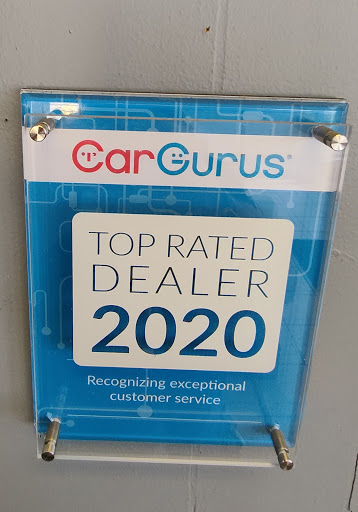 CarGurus®
TOP RATED
DEALER
2020
Recognizing exceptional
customer service